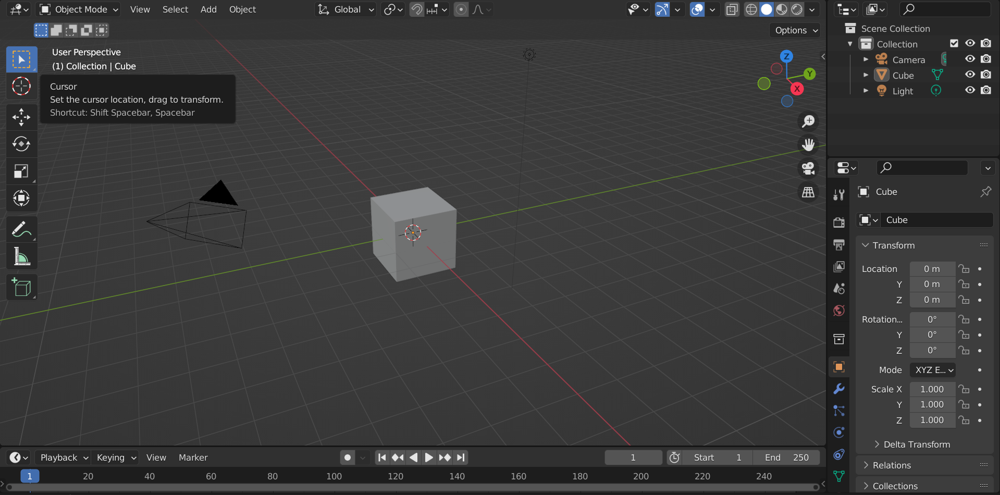 Object Mode View Select Add Object Global
Options
User Perspective
(1) Collection | Cube
Cursor
Set the cursor location, drag to transform.
Shortcut: Shift Spacebar, Spacebar
Z
Y
X
Scene Collection
Collection
Camera
Cube
Light
Cube
Cube
Transform
Location 0 m
Y 0 m
Z 0 m
Rotation... 0°
Y 0°
Z 0°
Mode XYZ E...
Scale X 1.000
Y 1.000
Z 1.000
Delta Transform
Relations
Collections
Playback Keying View Marker 1 Start 1 End 250
1 20 40 60 80 100 120 140 160 180 200 220 240